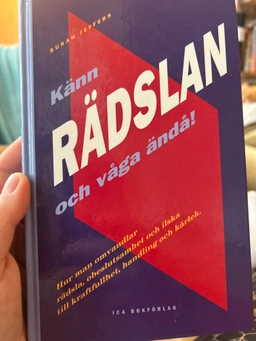 SUSAN JEFFERS
Känn
RÄDSLAN
och våga ändå!
Hur man omvandlar
rädsla, obeslutsamhet och ilska
till kraftfullhet, handling och kärlek.
ICA BOKFÖRLAG